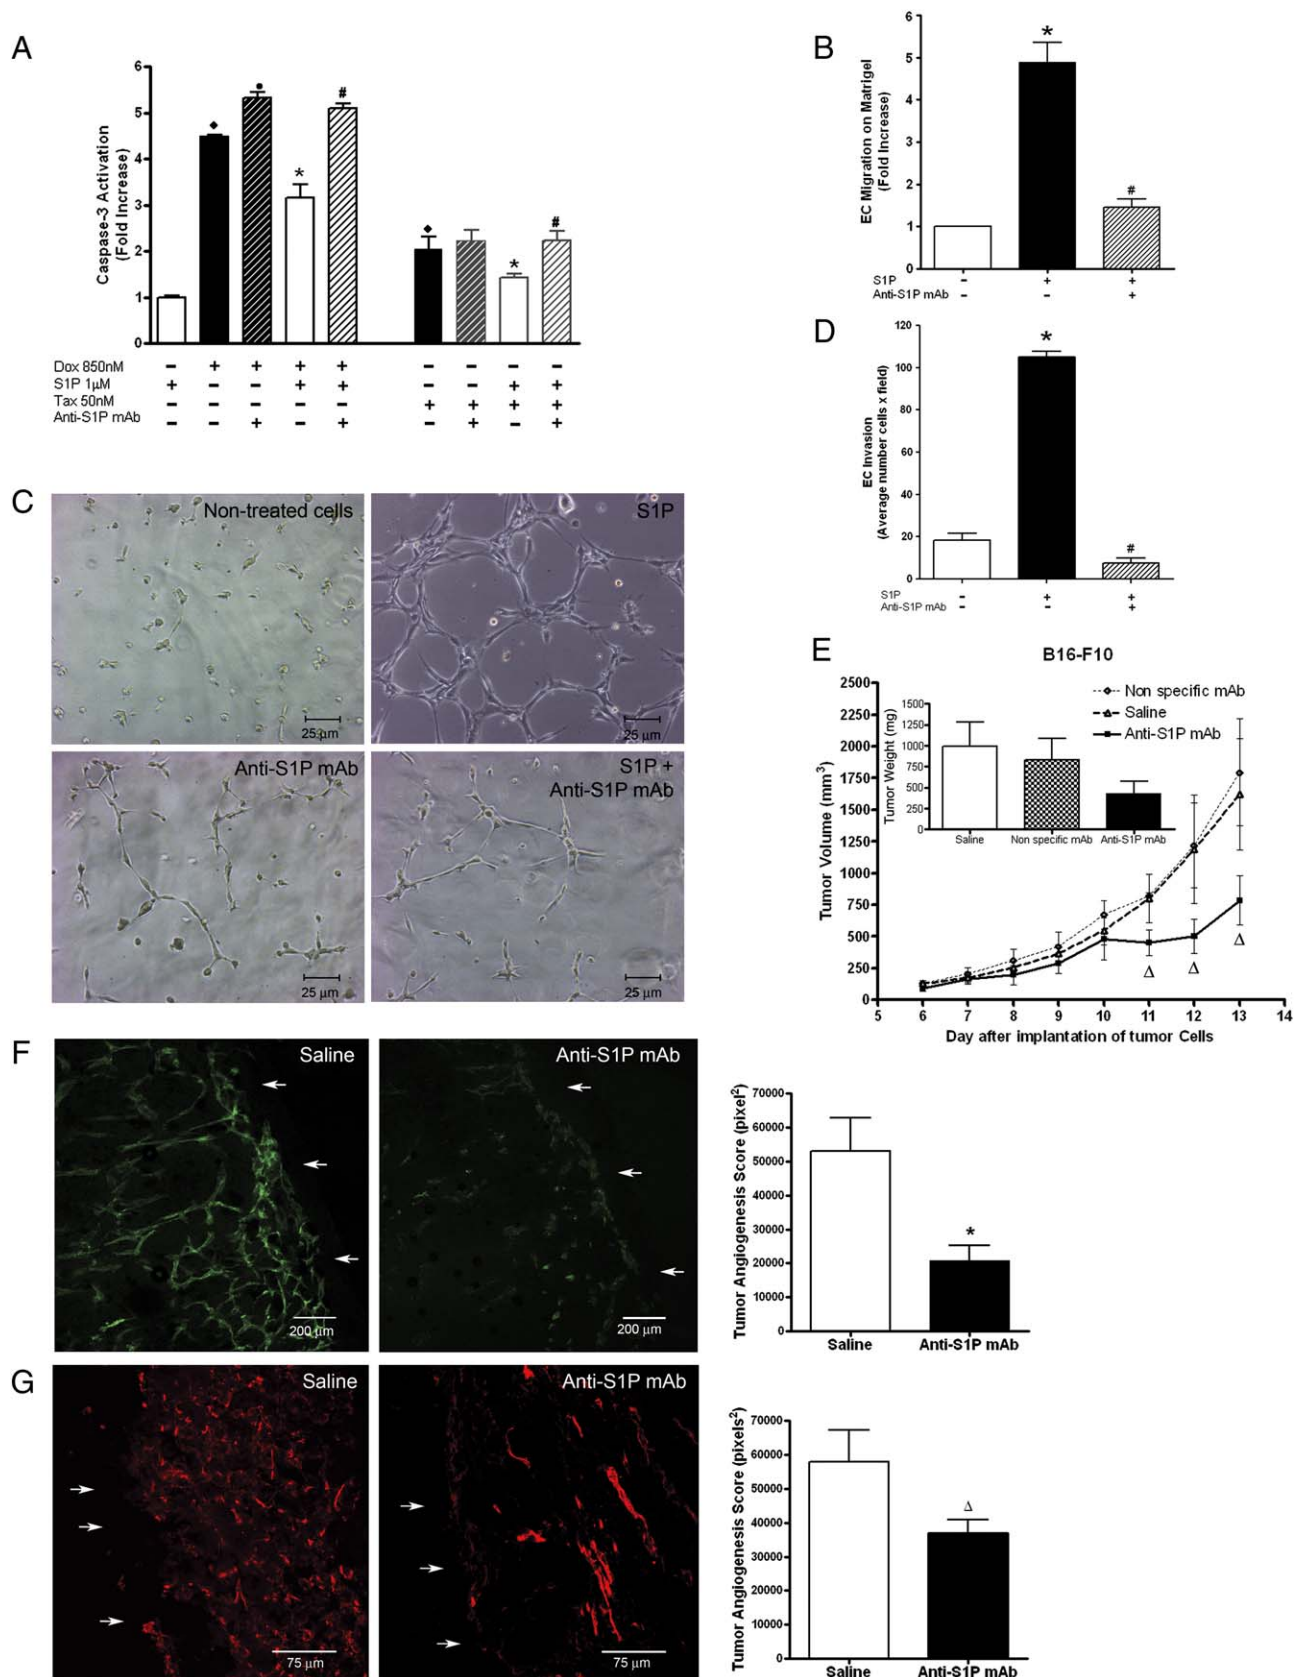 A
Caspase-3 Activation
(Fold Increase)
6
5
4
3
2
1
0
◆
●
*
#
◆
*
#
Dox 850nM − + + + + − − − −
S1P 1μM + − − + + − − + +
Tax 50nM − − − − − + + + +
Anti-S1P mAb − − + − + − + − +
B
EC Migration on Matrigel
(Fold Increase)
6
5
4
3
2
1
0
*
#
S1P − + +
Anti-S1P mAb − − +
C
Non-treated cells
25 μm
S1P
25 μm
Anti-S1P mAb
25 μm
S1P +
Anti-S1P mAb
25 μm
D
EC Invasion
(Average number cells x field)
120
100
80
60
40
20
0
*
#
S1P − + +
Anti-S1P mAb − − +
E
B16-F10
Tumor Volume (mm³)
2500
2250
2000
1750
1500
1250
1000
750
500
250
0
Non specific mAb
Saline
Anti-S1P mAb
Tumor Weight (mg)
1500
1250
1000
750
500
250
0
Saline Non specific mAb Anti-S1P mAb
Δ Δ Δ
5 6 7 8 9 10 11 12 13 14
Day after implantation of tumor Cells
F
Saline
200 μm
Anti-S1P mAb
200 μm
Tumor Angiogenesis Score (pixel²)
70000
60000
50000
40000
30000
20000
10000
0
*
Saline Anti-S1P mAb
G
Saline
75 μm
Anti-S1P mAb
75 μm
Tumor Angiogenesis Score (pixels²)
70000
60000
50000
40000
30000
20000
10000
0
Δ
Saline Anti-S1P mAb